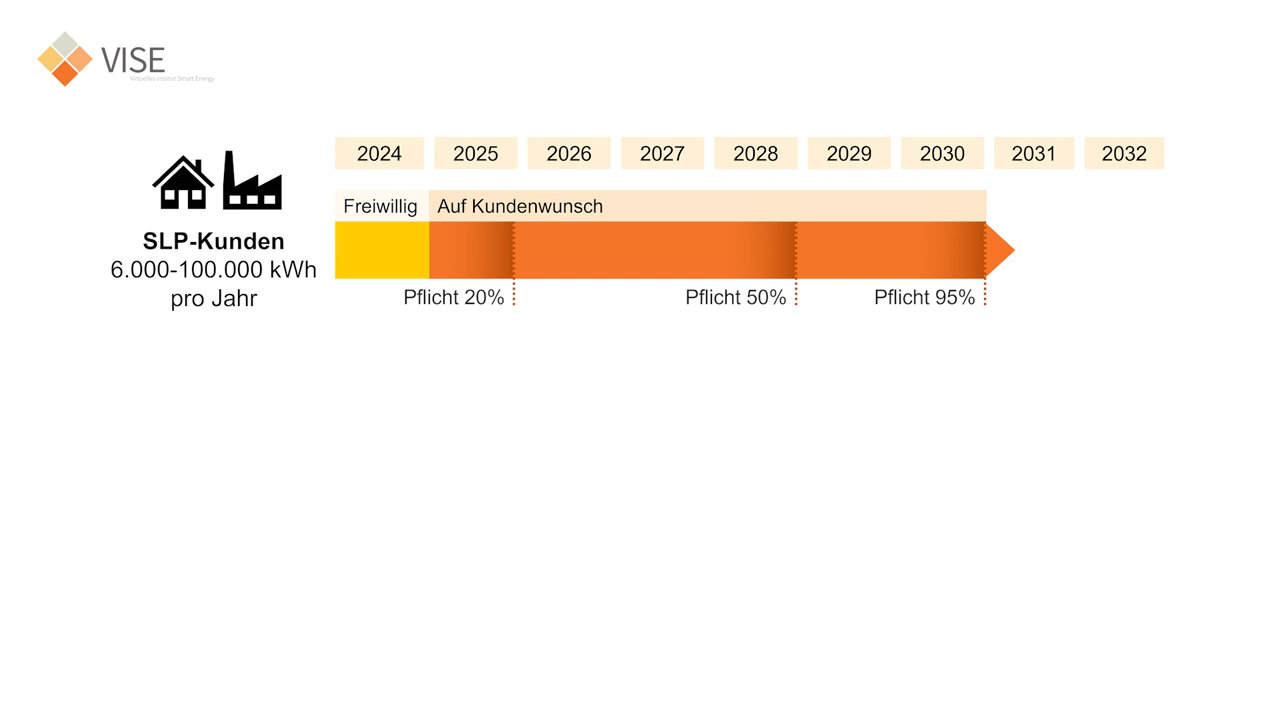 VISE
Virtuelles Institut Smart Energy
2024 2025 2026 2027 2028 2029 2030 2031 2032
Freiwillig Auf Kundenwunsch
SLP-Kunden
6.000-100.000 kWh
pro Jahr
Pflicht 20% Pflicht 50% Pflicht 95%